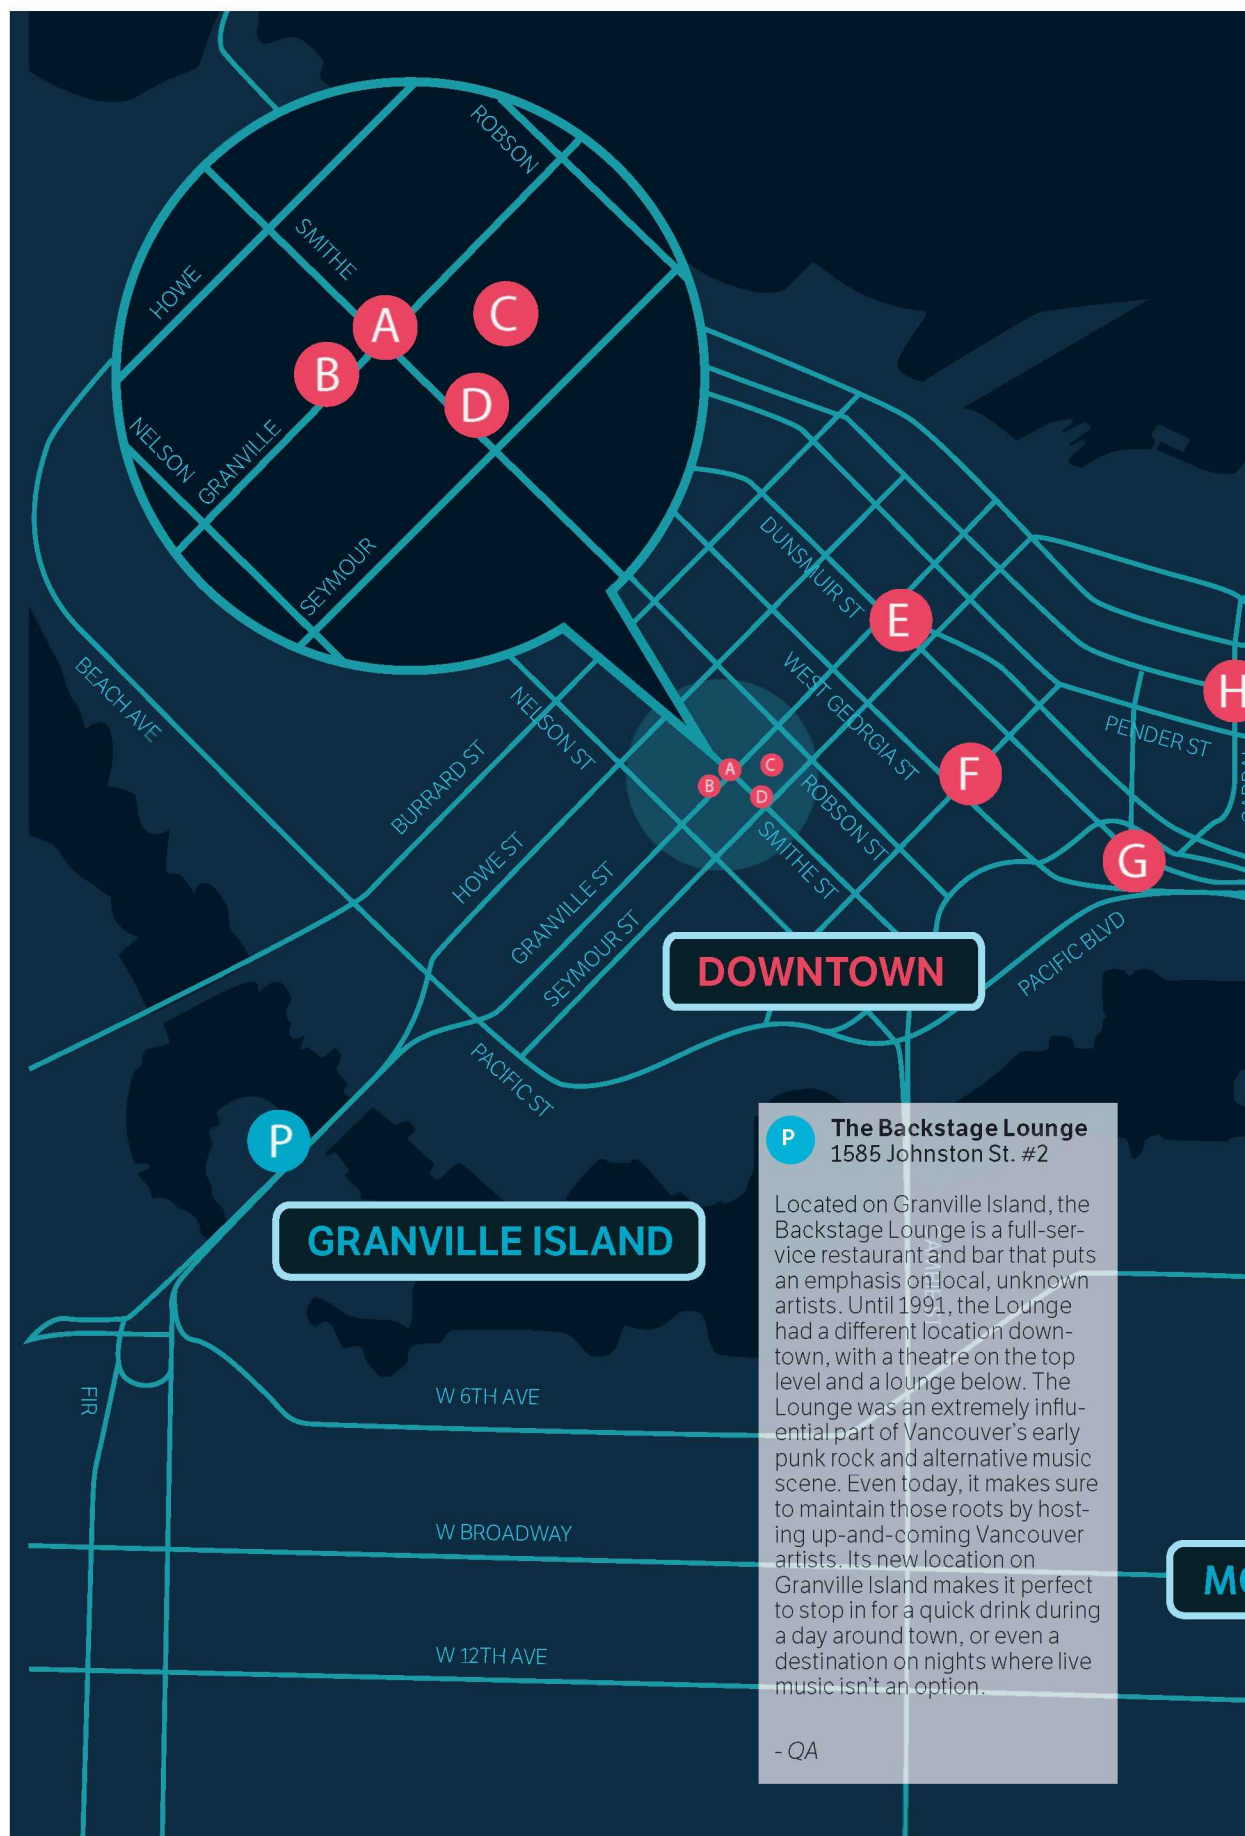 ROBSON
SMITHE
HOWE
A
C
B
D
NELSON
GRANVILLE
SEYMOUR
DUNSMUIR ST
E
BEACH AVE
NELSON ST
WEST GEORGIA ST
H
PENDER ST
BURRARD ST
A
C
B
D
F
ROBSON ST
SMITHE ST
HOWE ST
G
GRANVILLE ST
SEYMOUR ST
PACIFIC BLVD
DOWNTOWN
PACIFIC ST
P
GRANVILLE ISLAND
P
The Backstage Lounge
1585 Johnston St. #2
Located on Granville Island, the
Backstage Lounge is a full-ser-
vice restaurant and bar that puts
an emphasis on local, unknown
artists. Until 1991, the Lounge
had a different location down-
town, with a theatre on the top
level and a lounge below. The
Lounge was an extremely influ-
ential part of Vancouver's early
punk rock and alternative music
scene. Even today, it makes sure
to maintain those roots by host-
ing up-and-coming Vancouver
artists. Its new location on
Granville Island makes it perfect
to stop in for a quick drink during
a day around town, or even a
destination on nights where live
music isn't an option.
- QA
FIR
W 6TH AVE
W BROADWAY
W 12TH AVE